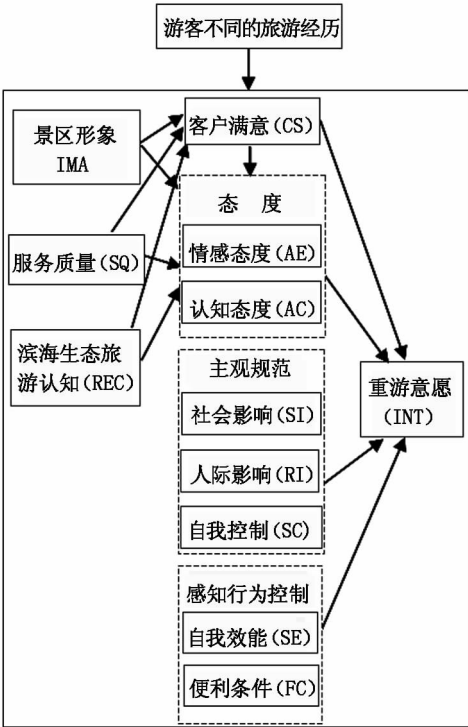 游客不同的旅游经历
客户满意(CS)
景区形象
IMA
态 度
情感态度(AE)
服务质量(SQ)
认知态度(AC)
滨海生态旅
游认知(REC)
主观规范
社会影响(SI)
重游意愿
(INT)
人际影响(RI)
自我控制(SC)
感知行为控制
自我效能(SE)
便利条件(FC)